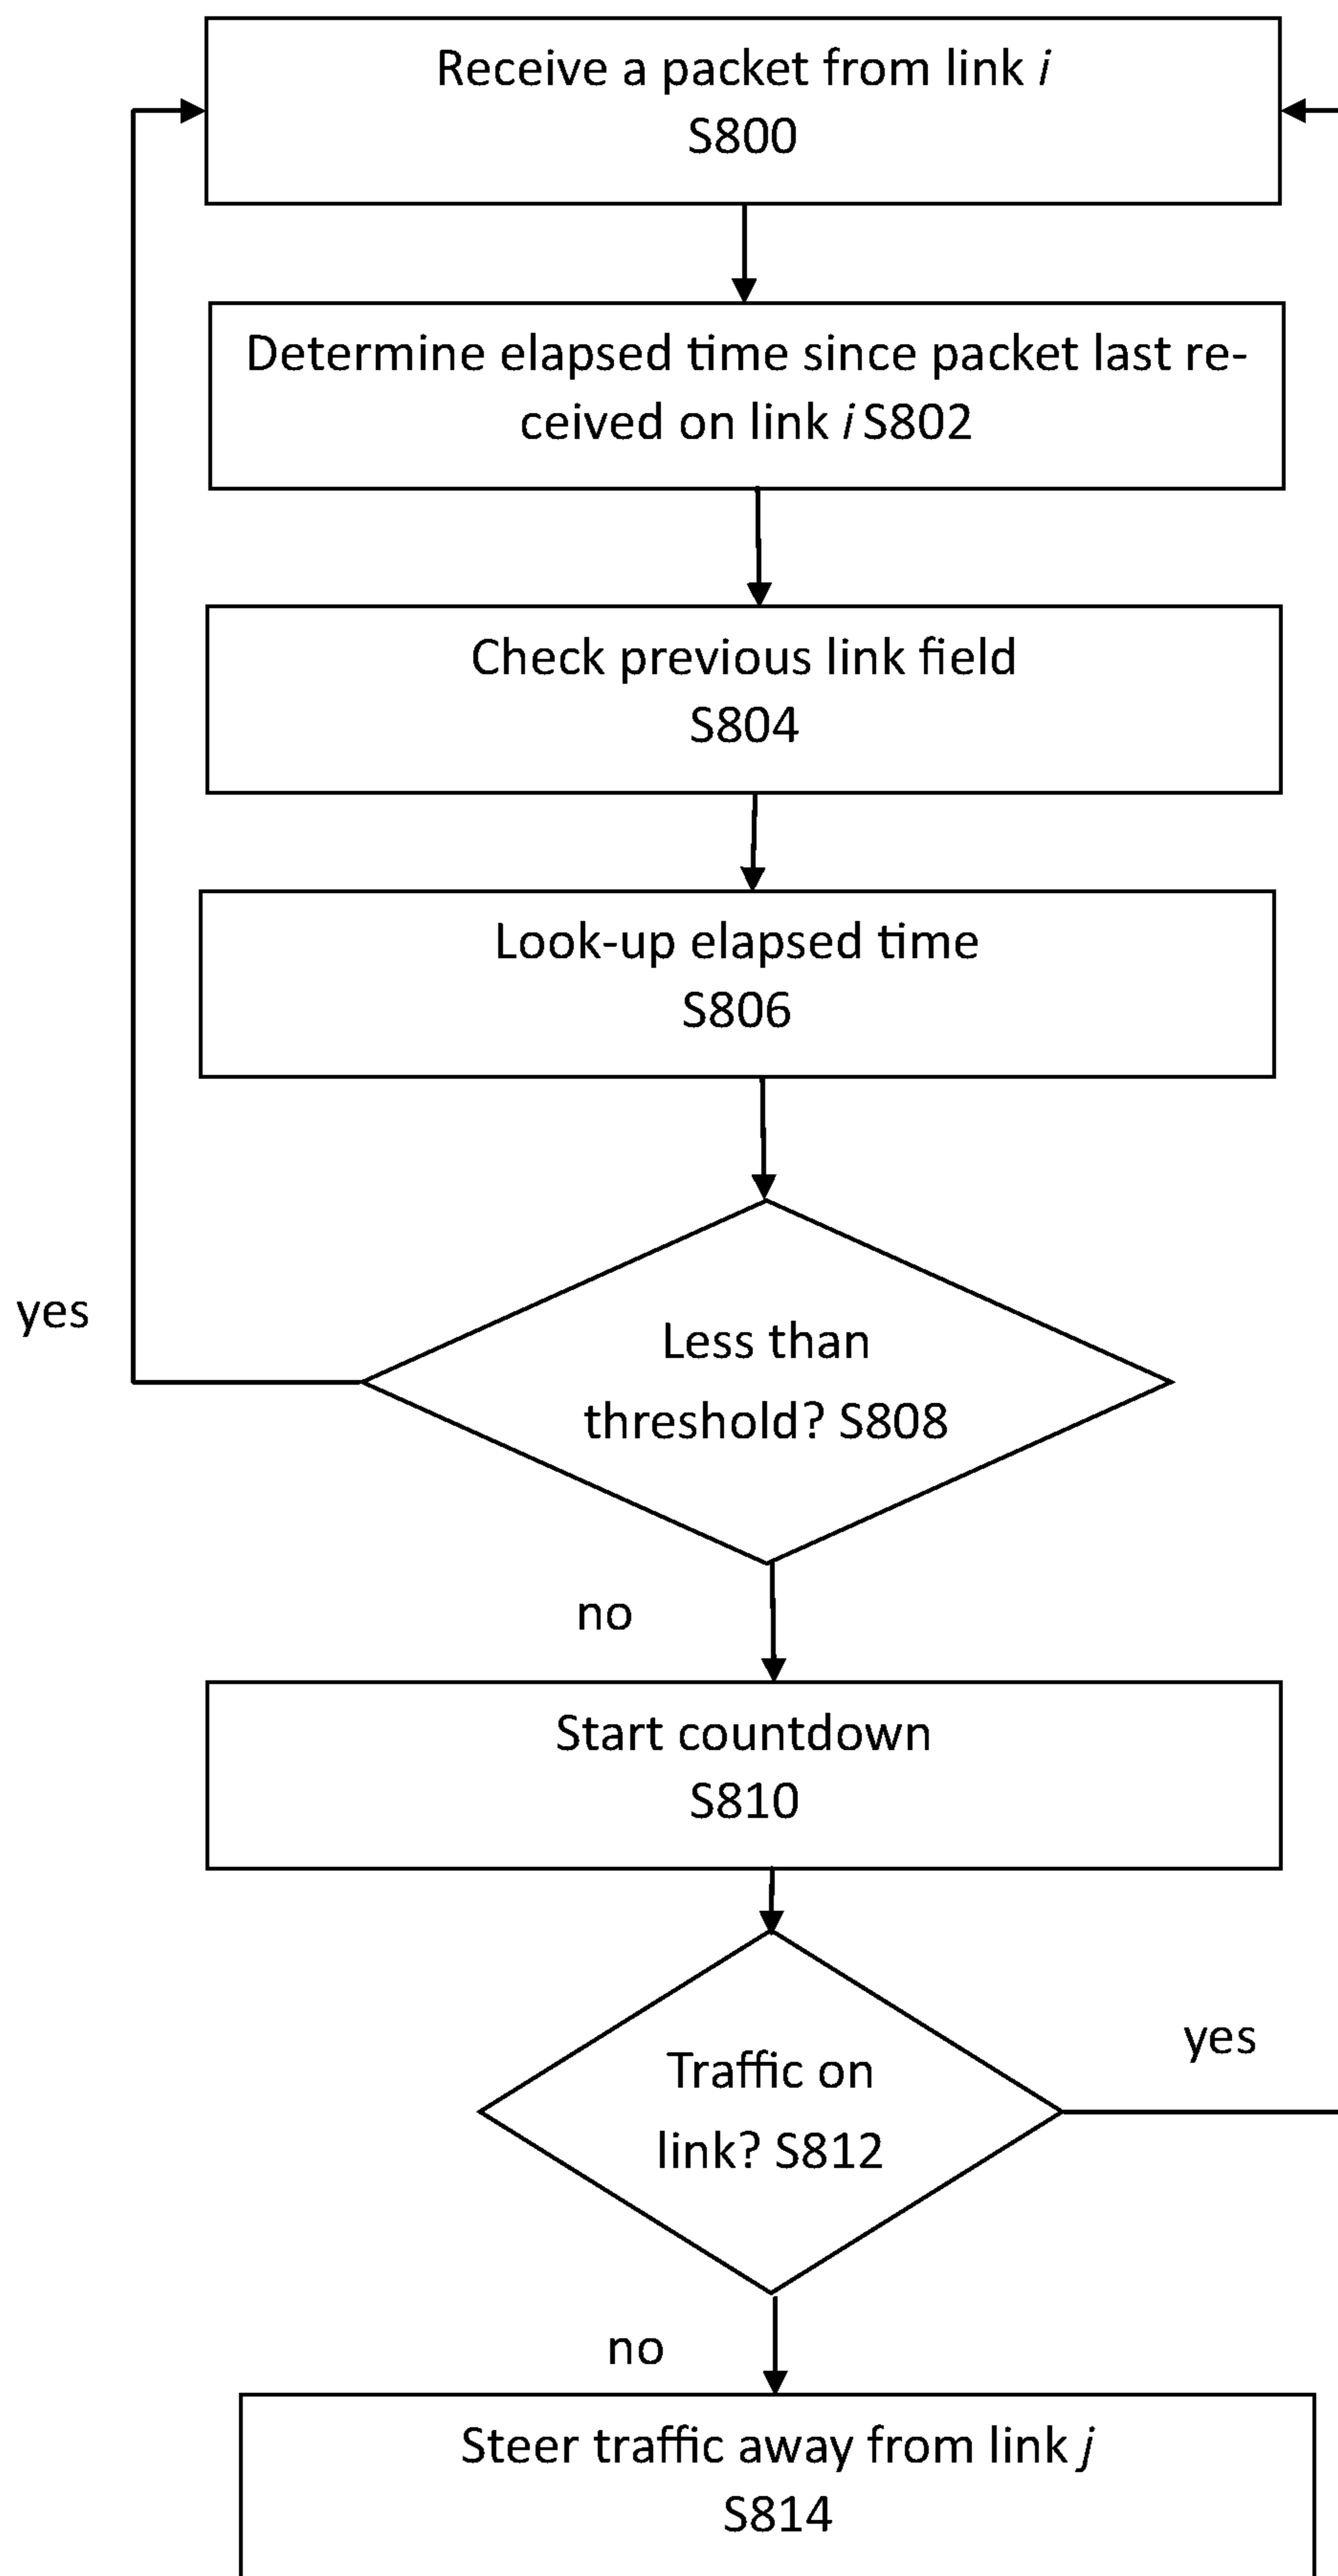 Receive a packet from link i
S800
Determine elapsed time since packet last re-
ceived on link i S802
Check previous link field
S804
Look-up elapsed time
S806
yes
Less than
threshold? S808
no
Start countdown
S810
yes
Traffic on
link? S812
no
Steer traffic away from link j
S814